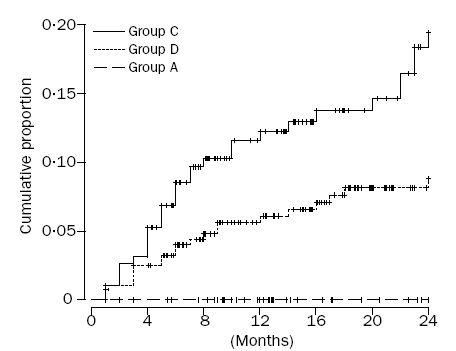 0·20
Group C
Group D
Group A
0·15
0·10
0·05
0
Cumulative proportion
0 4 8 12 16 20 24
(Months)